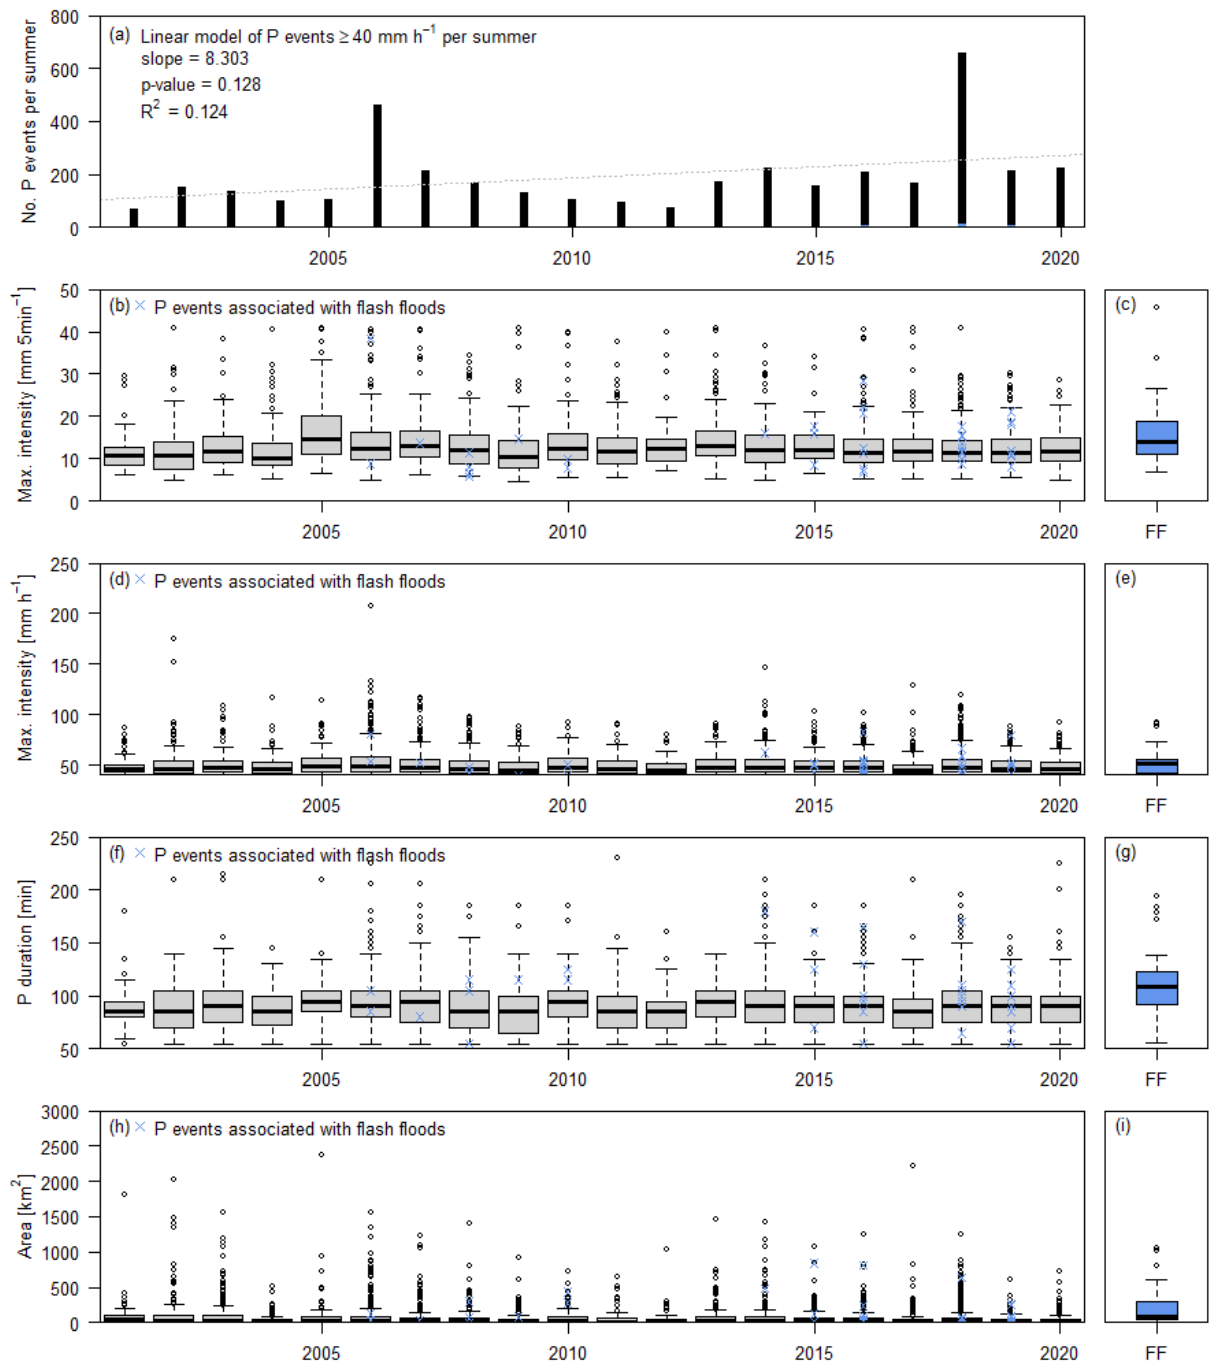 (a) Linear model of P events ≥ 40 mm h⁻¹ per summer
slope = 8.303
p-value = 0.128
R² = 0.124
No. P events per summer
800
600
400
200
0
2005 2010 2015 2020
(b) × P events associated with flash floods
(c)
Max. intensity [mm 5min⁻¹]
50
40
30
20
10
0
2005 2010 2015 2020 FF
(d) × P events associated with flash floods
(e)
Max. intensity [mm h⁻¹]
250
200
150
100
50
2005 2010 2015 2020 FF
(f) × P events associated with flash floods
(g)
P duration [min]
250
200
150
100
50
2005 2010 2015 2020 FF
(h) × P events associated with flash floods
(i)
Area [km²]
3000
2500
2000
1500
1000
500
0
2005 2010 2015 2020 FF